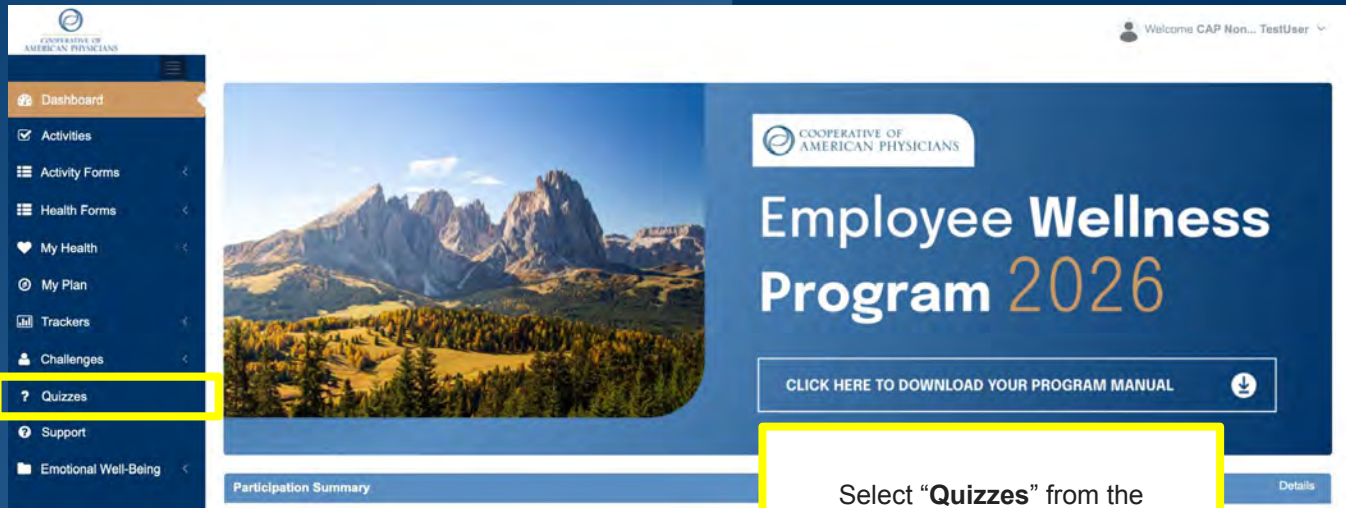 COOPERATIVE OF
AMERICAN PHYSICIANS
Welcome CAP Non... TestUser
Dashboard
Activities
Activity Forms
Health Forms
My Health
My Plan
Trackers
Challenges
? Quizzes
Support
Emotional Well-Being
COOPERATIVE OF
AMERICAN PHYSICIANS
Employee Wellness
Program 2026
CLICK HERE TO DOWNLOAD YOUR PROGRAM MANUAL
Participation Summary
Details
Select “Quizzes” from the